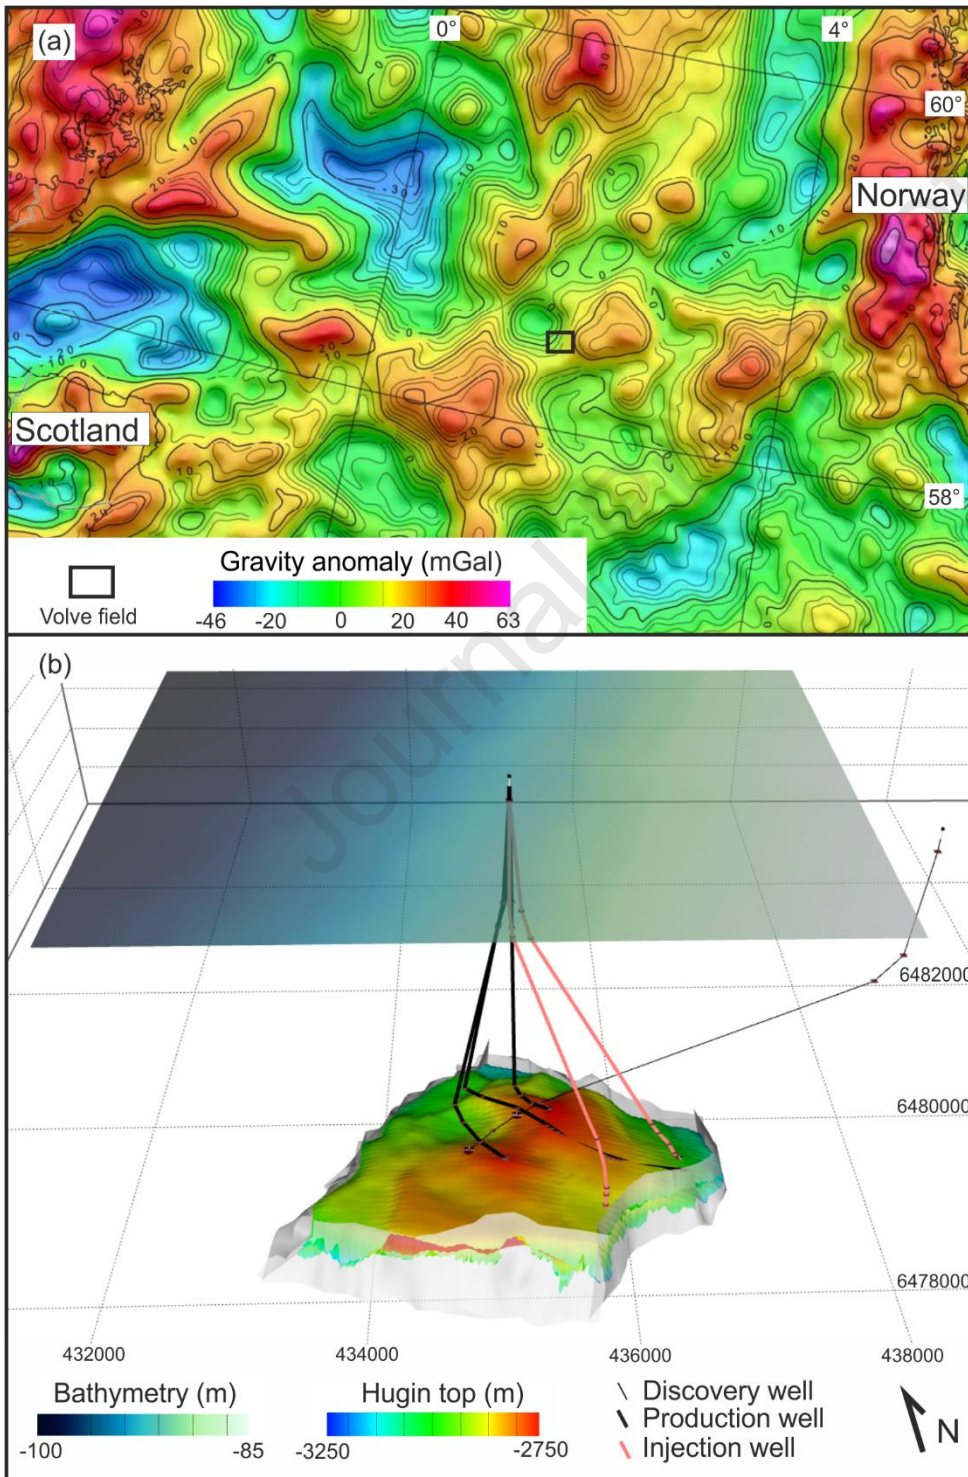 (a)
0°
4°
60°
Norway
Scotland
58°
Volve field
Gravity anomaly (mGal)
-46 -20 0 20 40 63
(b)
Journal
6482000
6480000
6478000
432000 434000 436000 438000
Bathymetry (m)
-100 -85
Hugin top (m)
-3250 -2750
Discovery well
Production well
Injection well
N